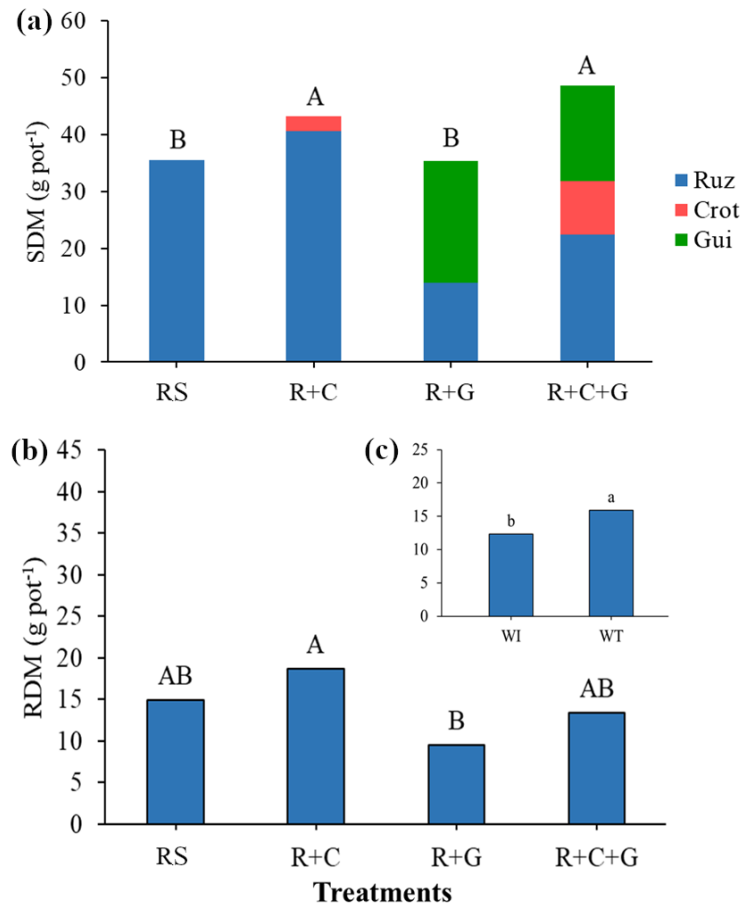 (a)
SDM (g pot⁻¹)
60
50
40
30
20
10
0
B
A
B
A
RS
R+C
R+G
R+C+G
Ruz
Crot
Gui
(b)
RDM (g pot⁻¹)
45
40
35
30
25
20
15
10
5
0
AB
A
B
AB
RS
R+C
R+G
R+C+G
Treatments
(c)
25
20
15
10
5
0
b
a
WI
WT